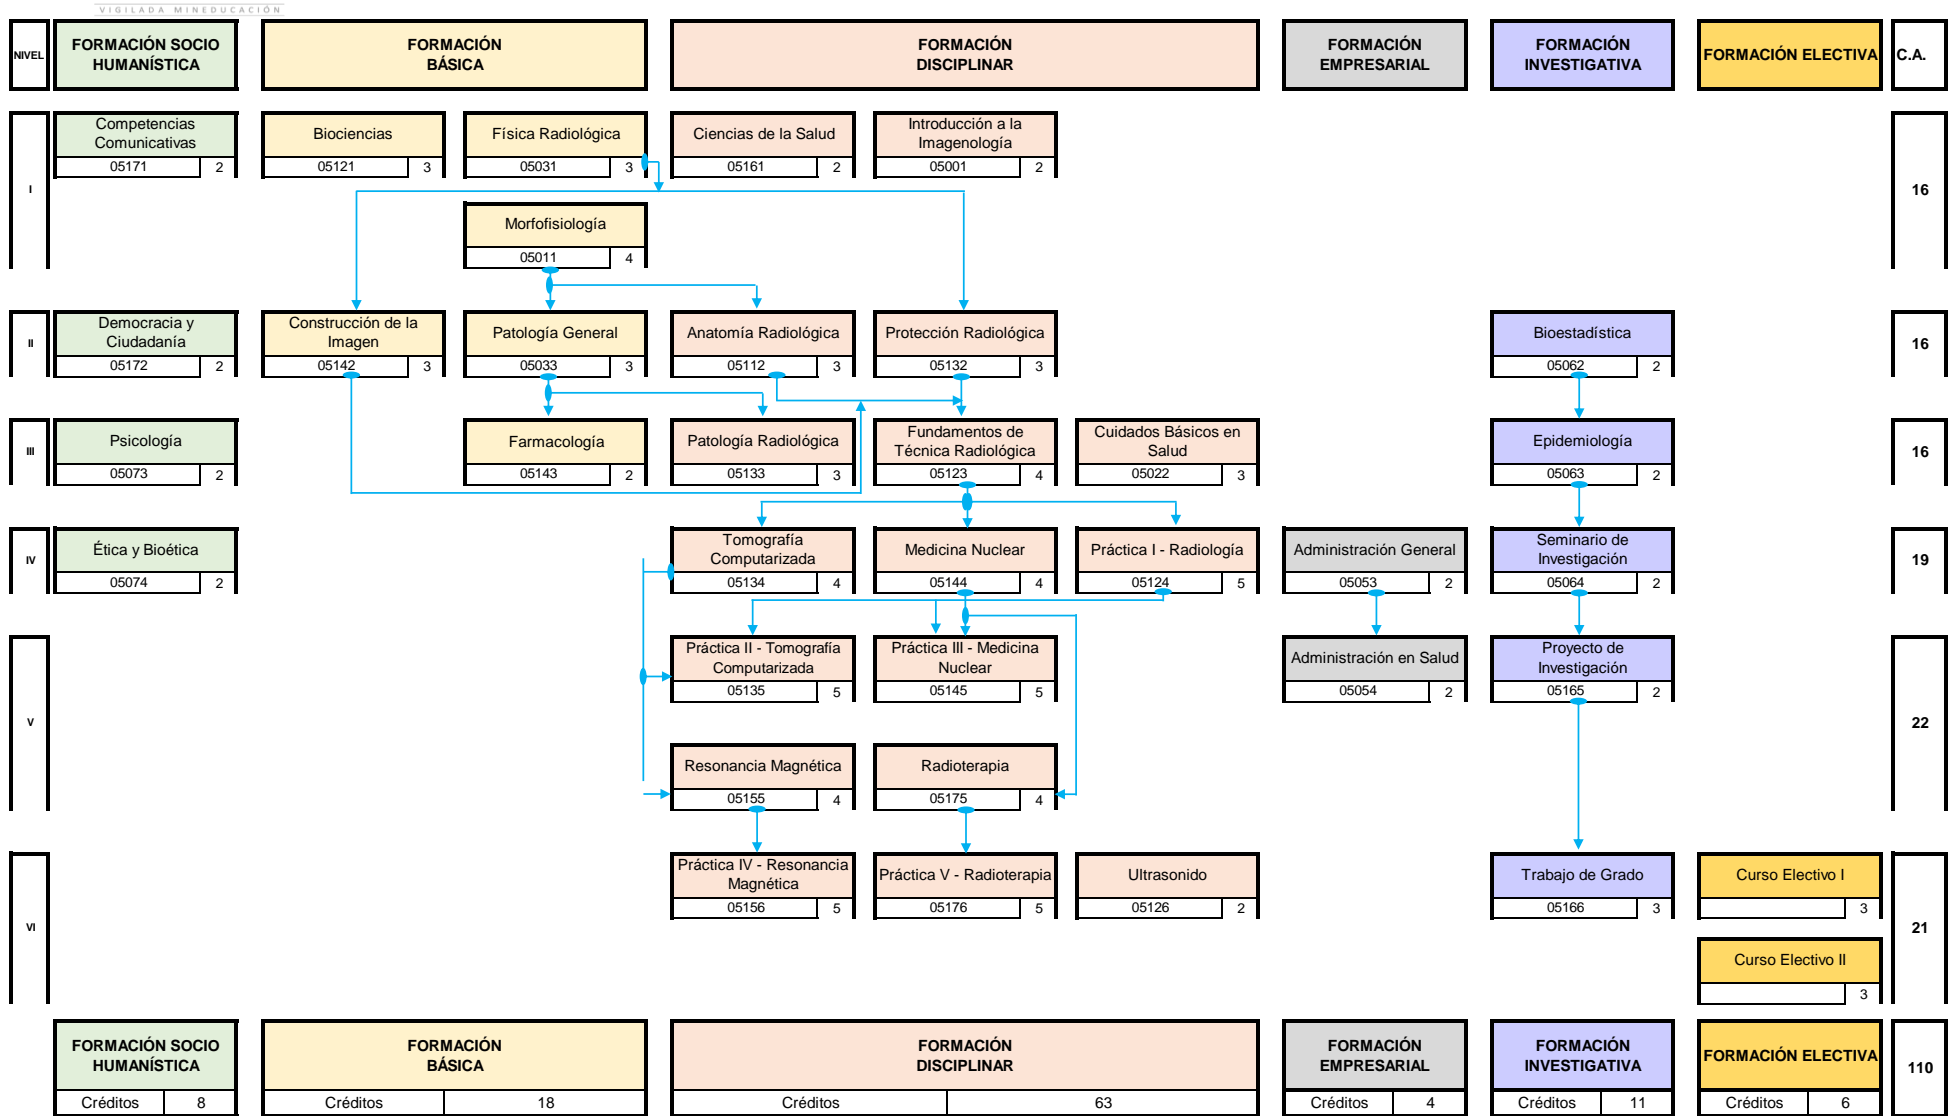 VIGILADA MINEDUCACIÓN
NIVEL
FORMACIÓN SOCIO
HUMANÍSTICA
FORMACIÓN
BÁSICA
FORMACIÓN
DISCIPLINAR
FORMACIÓN
EMPRESARIAL
FORMACIÓN
INVESTIGATIVA
FORMACIÓN ELECTIVA
C.A.
I
Competencias
Comunicativas
05171 2
Biociencias
05121 3
Física Radiológica
05031 3
Ciencias de la Salud
05161 2
Introducción a la
Imagenología
05001 2
16
Morfofisiología
05011 4
II
Democracia y
Ciudadanía
05172 2
Construcción de la
Imagen
05142 3
Patología General
05033 3
Anatomía Radiológica
05112 3
Protección Radiológica
05132 3
Bioestadística
05062 2
16
III
Psicología
05073 2
Farmacología
05143 2
Patología Radiológica
05133 3
Fundamentos de
Técnica Radiológica
05123 4
Cuidados Básicos en
Salud
05022 3
Epidemiología
05063 2
16
IV
Ética y Bioética
05074 2
Tomografía
Computarizada
05134 4
Medicina Nuclear
05144 4
Práctica I - Radiología
05124 5
Administración General
05053 2
Seminario de
Investigación
05064 2
19
V
Práctica II - Tomografía
Computarizada
05135 5
Práctica III - Medicina
Nuclear
05145 5
Administración en Salud
05054 2
Proyecto de
Investigación
05165 2
22
Resonancia Magnética
05155 4
Radioterapia
05175 4
VI
Práctica IV - Resonancia
Magnética
05156 5
Práctica V - Radioterapia
05176 5
Ultrasonido
05126 2
Trabajo de Grado
05166 3
Curso Electivo I
3
21
Curso Electivo II
3
FORMACIÓN SOCIO
HUMANÍSTICA
Créditos 8
FORMACIÓN
BÁSICA
Créditos 18
FORMACIÓN
DISCIPLINAR
Créditos 63
FORMACIÓN
EMPRESARIAL
Créditos 4
FORMACIÓN
INVESTIGATIVA
Créditos 11
FORMACIÓN ELECTIVA
Créditos 6
110